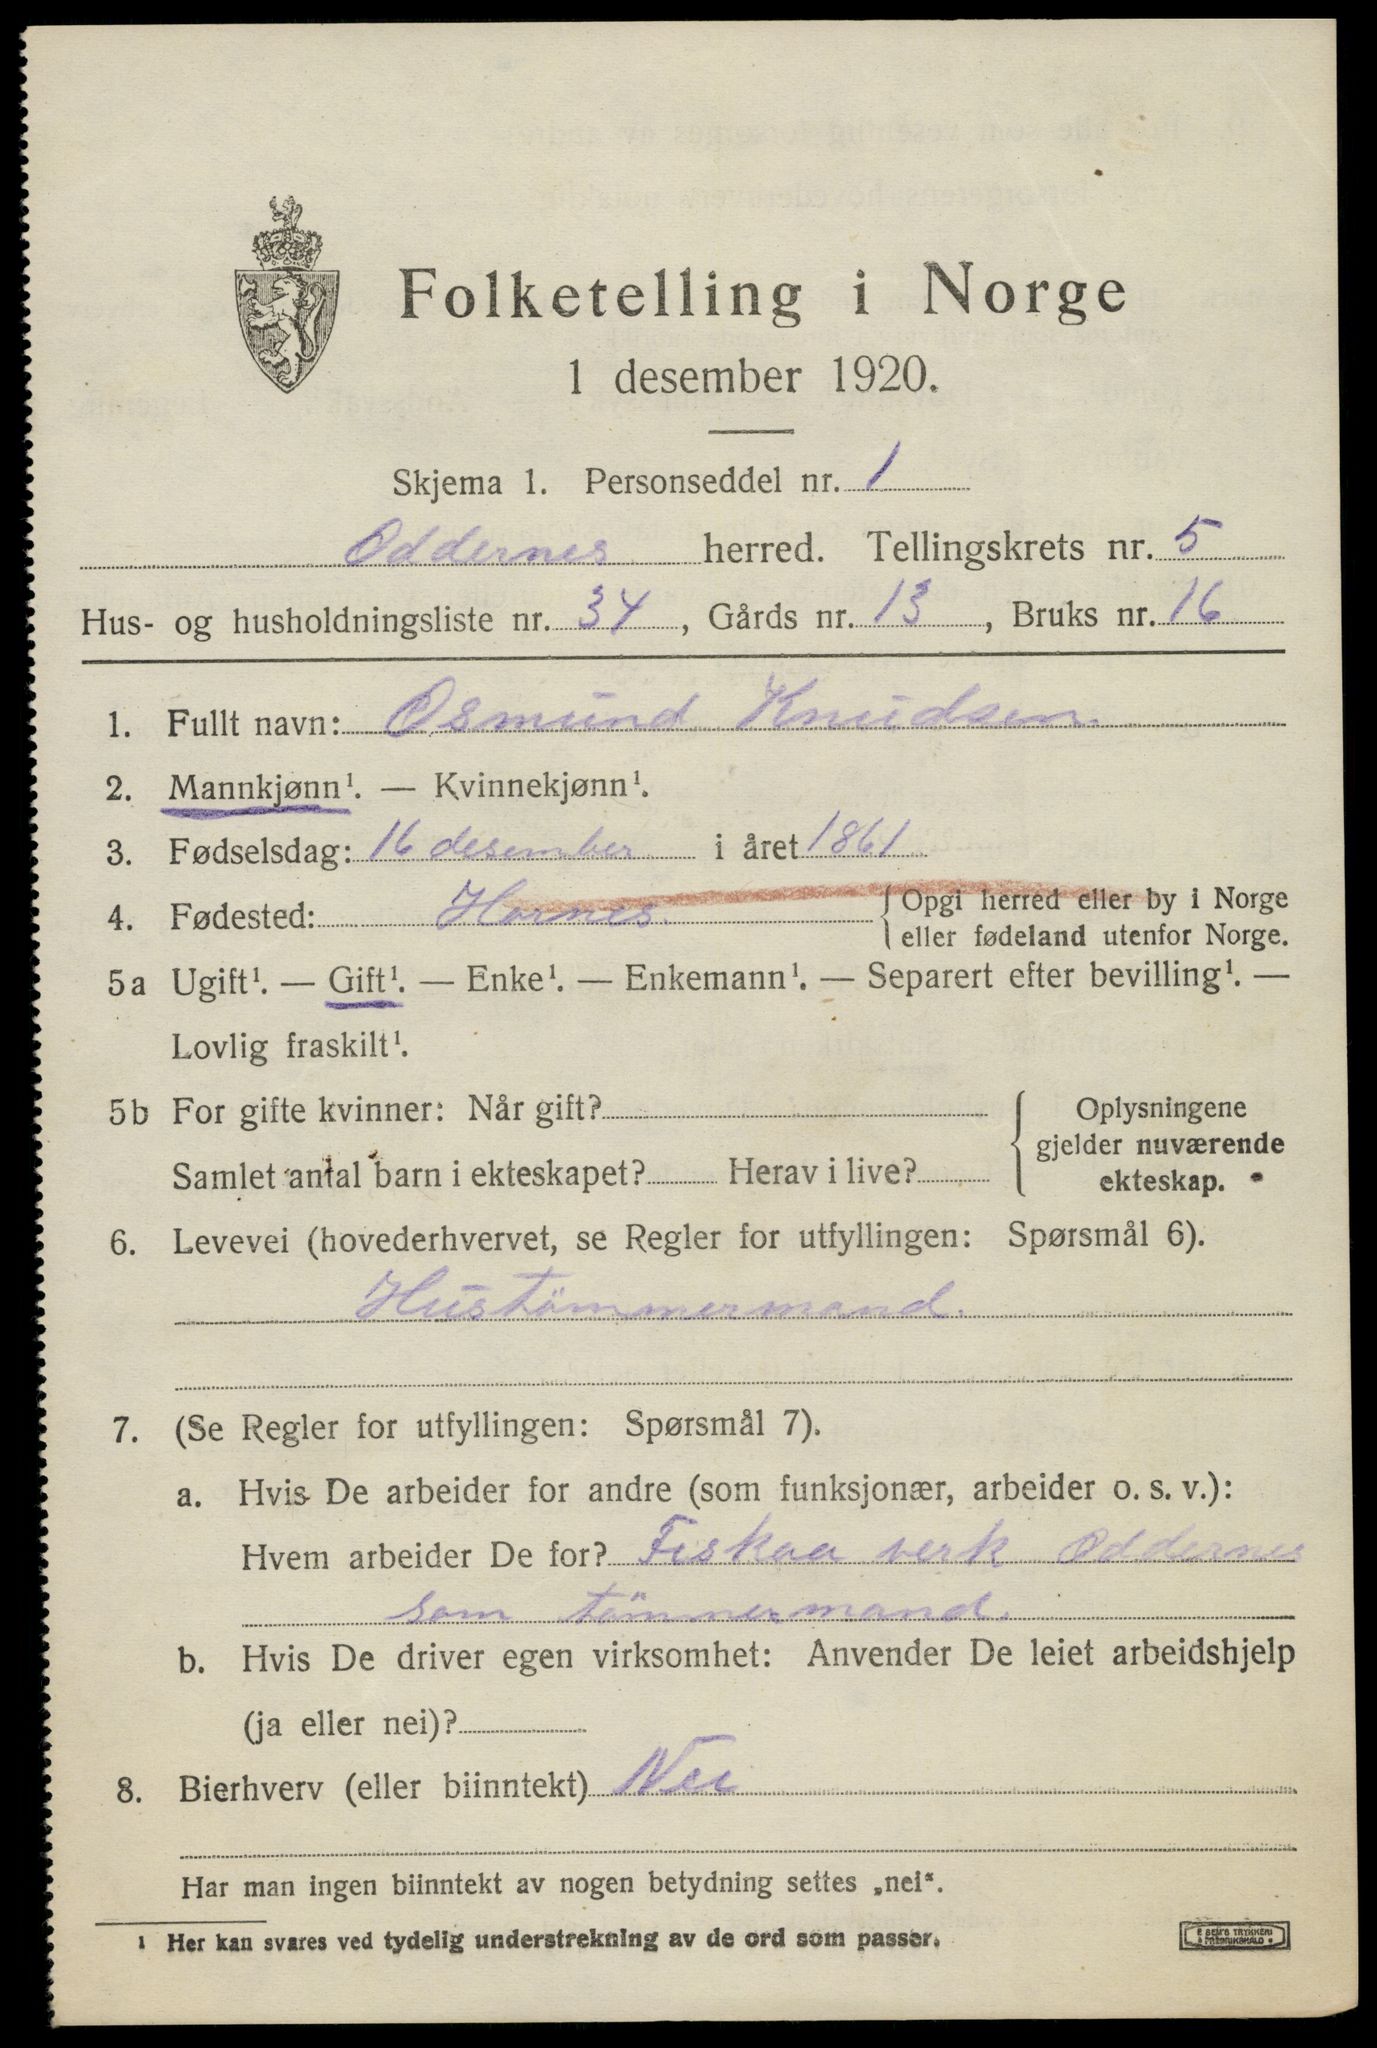 Folketelling i Norge
1 desember 1920.
Skjema 1. Personseddel nr. 1
Oddernes herred. Tellingskrets nr. 5
Hus- og husholdningsliste nr. 34, Gårds nr. 13, Bruks nr. 16
1. Fullt navn: Osmund Knudsen.
2. Mannkjønn¹. — Kvinnekjønn¹.
3. Fødselsdag: 16 desember i året 1861
4. Fødested: Hornes. { Opgi herred eller by i Norge
eller fødeland utenfor Norge.
5a Ugift¹. — Gift¹. — Enke¹. — Enkemann¹. — Separert efter bevilling¹. —
Lovlig fraskilt¹.
5b For gifte kvinner: Når gift? { Oplysningene
gjelder nuværende
Samlet antal barn i ekteskapet? Herav i live? ekteskap.
6. Levevei (hovederhvervet, se Regler for utfyllingen: Spørsmål 6).
Hustömmermand.
7. (Se Regler for utfyllingen: Spørsmål 7).
a. Hvis De arbeider for andre (som funksjonær, arbeider o. s. v.):
Hvem arbeider De for? Fiskaa verk Oddernes
som tömmermand.
b. Hvis De driver egen virksomhet: Anvender De leiet arbeidshjelp
(ja eller nei)?
8. Bierhverv (eller biinntekt) Nei
Har man ingen biinntekt av nogen betydning settes „nei“.
¹ Her kan svares ved tydelig understrekning av de ord som passer.